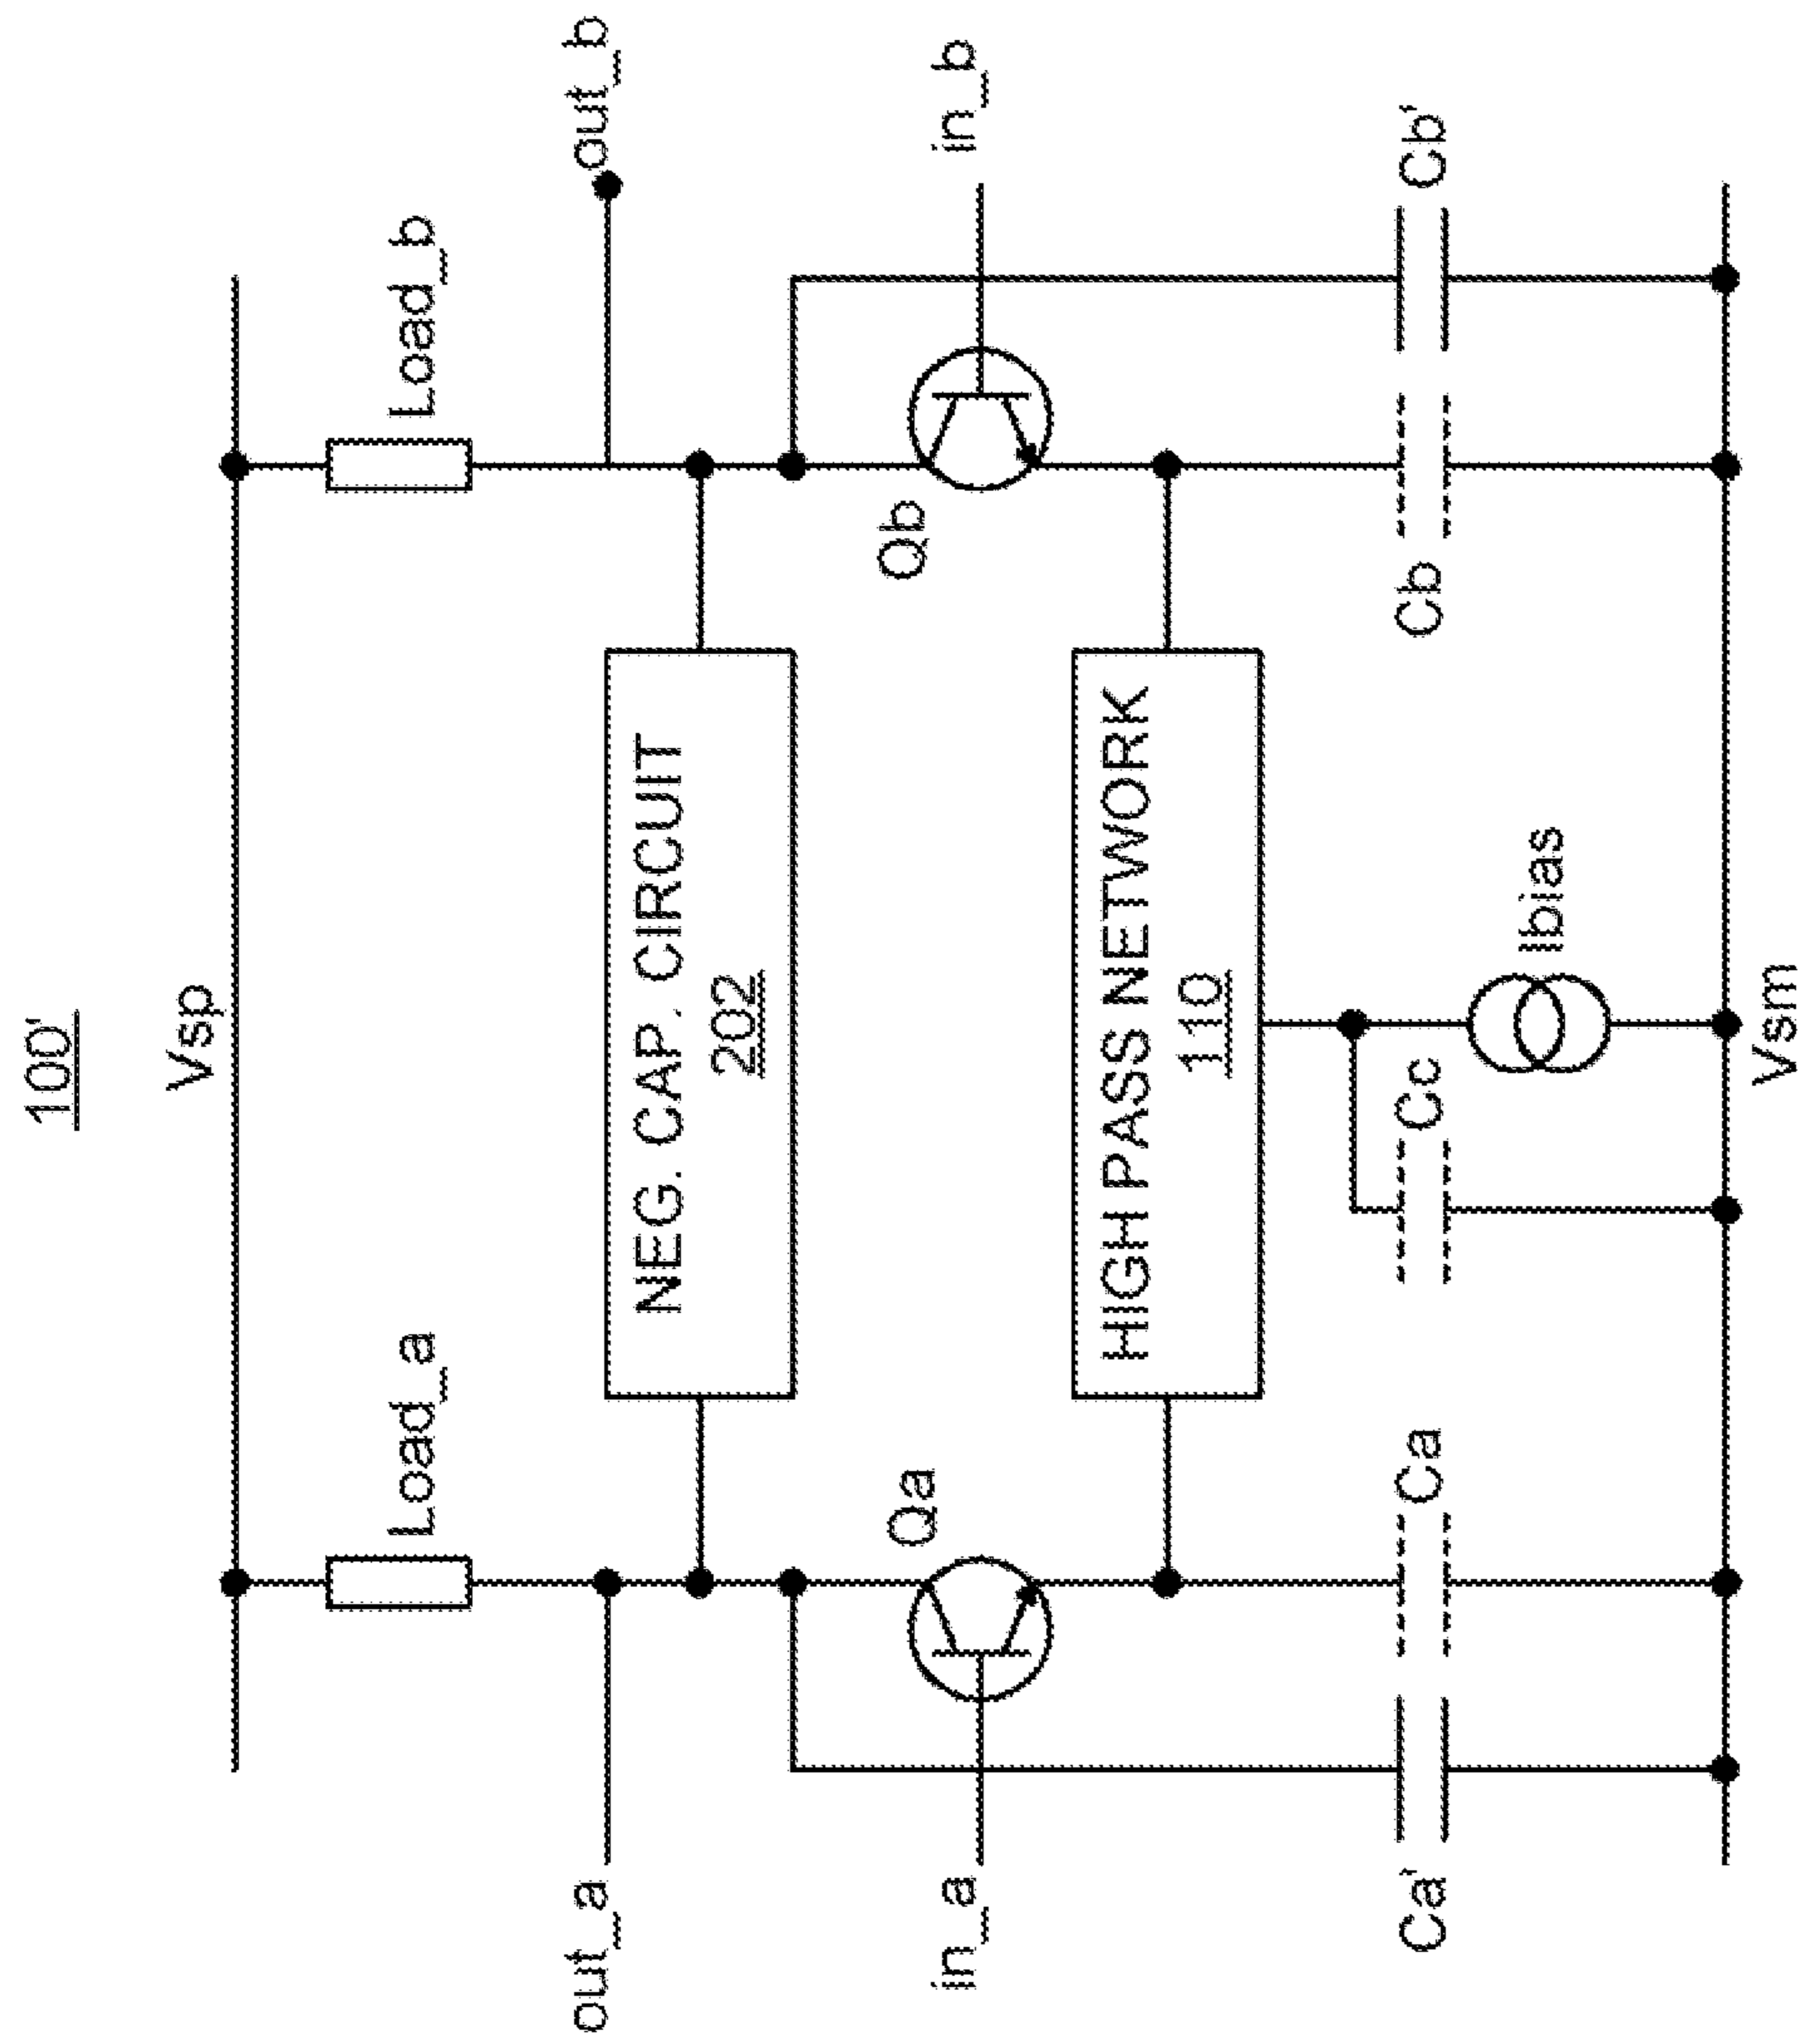 100'
Vsp
Load_a
Load_b
out_a
out_b
NEG. CAP. CIRCUIT
202
Qa
Qb
in_a
in_b
HIGH PASS NETWORK
110
Ca'
Ca
Cc
Ibias
Cb
Cb'
Vsm